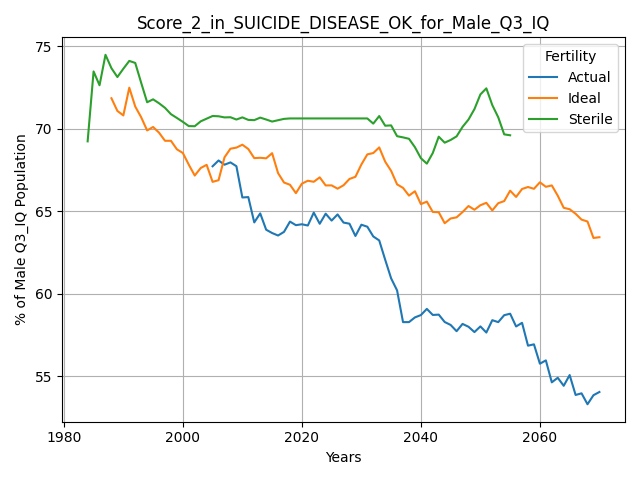 Score_2_in_SUICIDE_DISEASE_OK_for_Male_Q3_IQ
Fertility
Actual
Ideal
Sterile
% of Male Q3_IQ Population
75
70
65
60
55
1980
2000
2020
2040
2060
Years